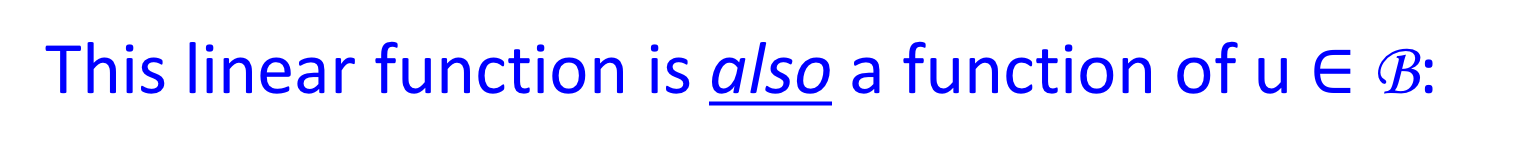 This linear function is also a function of u ∈ ℬ: